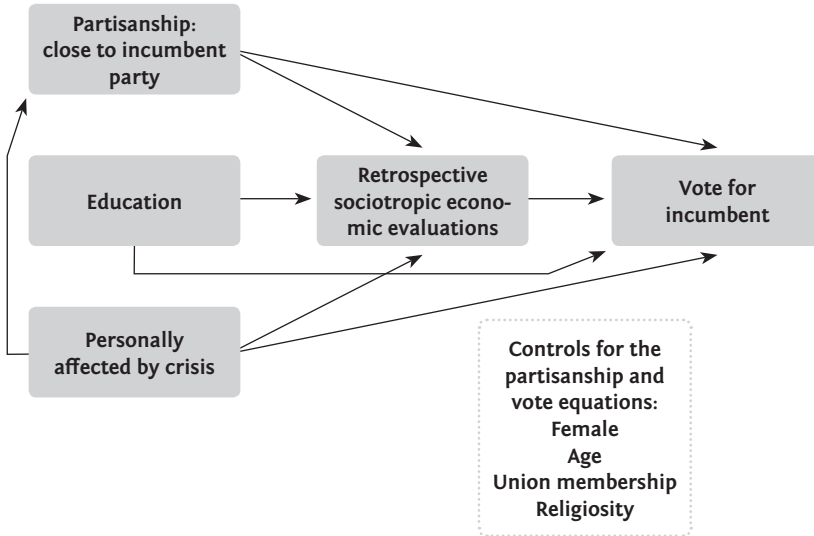 Partisanship:
close to incumbent
party
Education
Retrospective
sociotropic econo-
mic evaluations
Vote for
incumbent
Personally
affected by crisis
Controls for the
partisanship and
vote equations:
Female
Age
Union membership
Religiosity